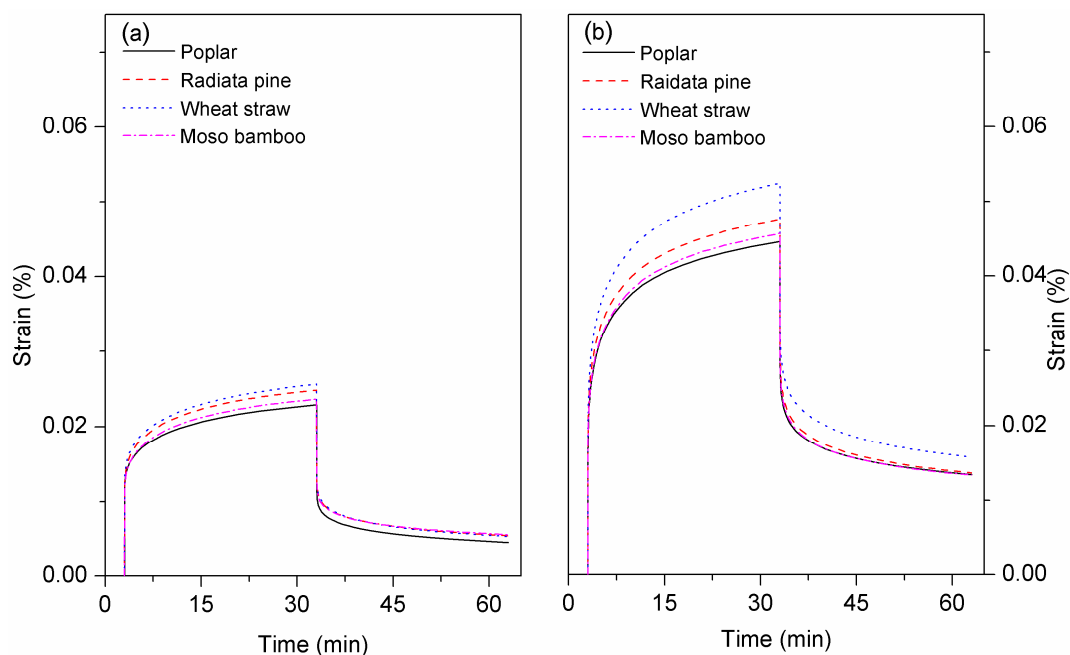 (a)
Poplar
Radiata pine
Wheat straw
Moso bamboo
0.06
0.04
0.02
0.00
Strain (%)
0
15
30
45
60
Time (min)
(b)
Poplar
Raidata pine
Wheat straw
Moso bamboo
0.06
0.04
0.02
0.00
Strain (%)
0
15
30
45
60
Time (min)